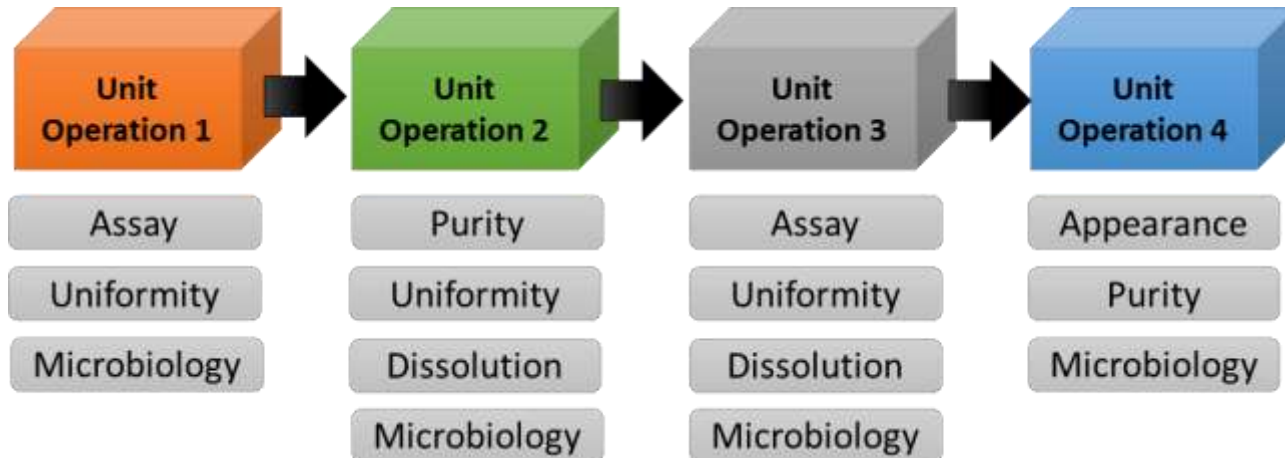 Unit
Operation 1
Unit
Operation 2
Unit
Operation 3
Unit
Operation 4
Assay
Uniformity
Microbiology
Purity
Uniformity
Dissolution
Microbiology
Assay
Uniformity
Dissolution
Microbiology
Appearance
Purity
Microbiology